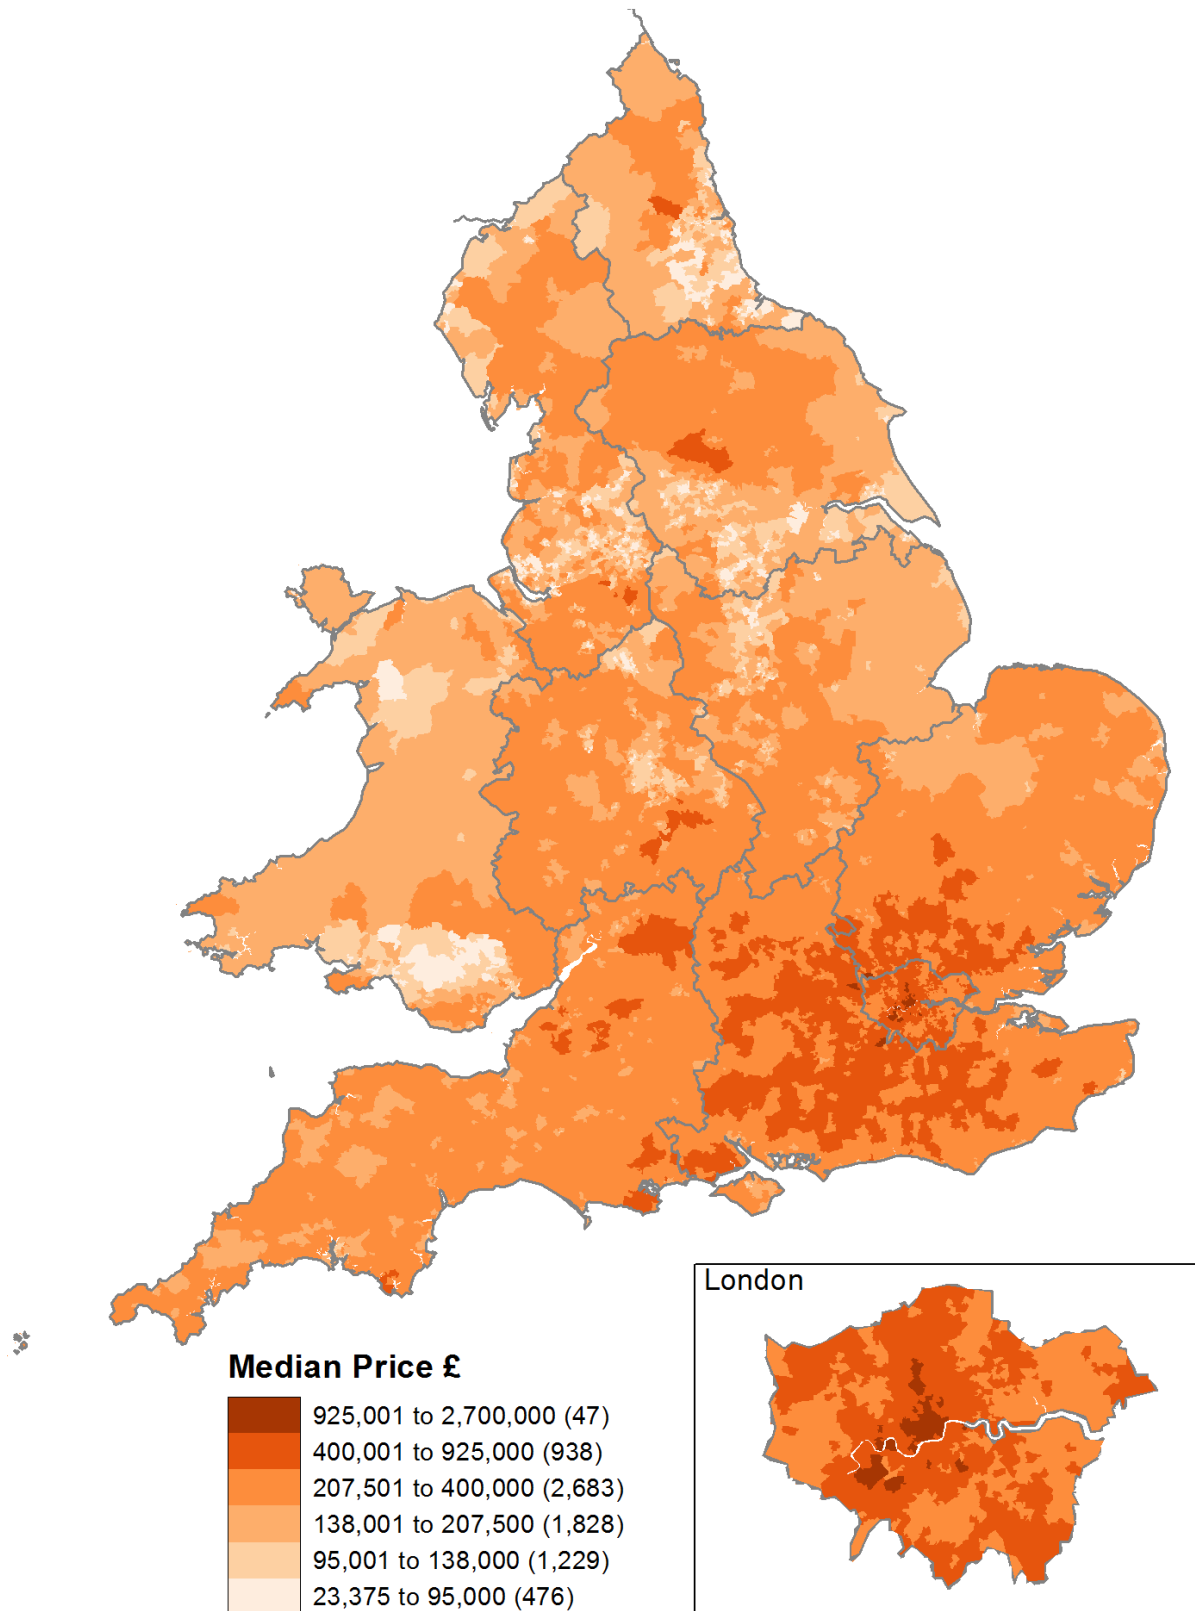 London
Median Price £
925,001 to 2,700,000 (47)
400,001 to 925,000 (938)
207,501 to 400,000 (2,683)
138,001 to 207,500 (1,828)
95,001 to 138,000 (1,229)
23,375 to 95,000 (476)